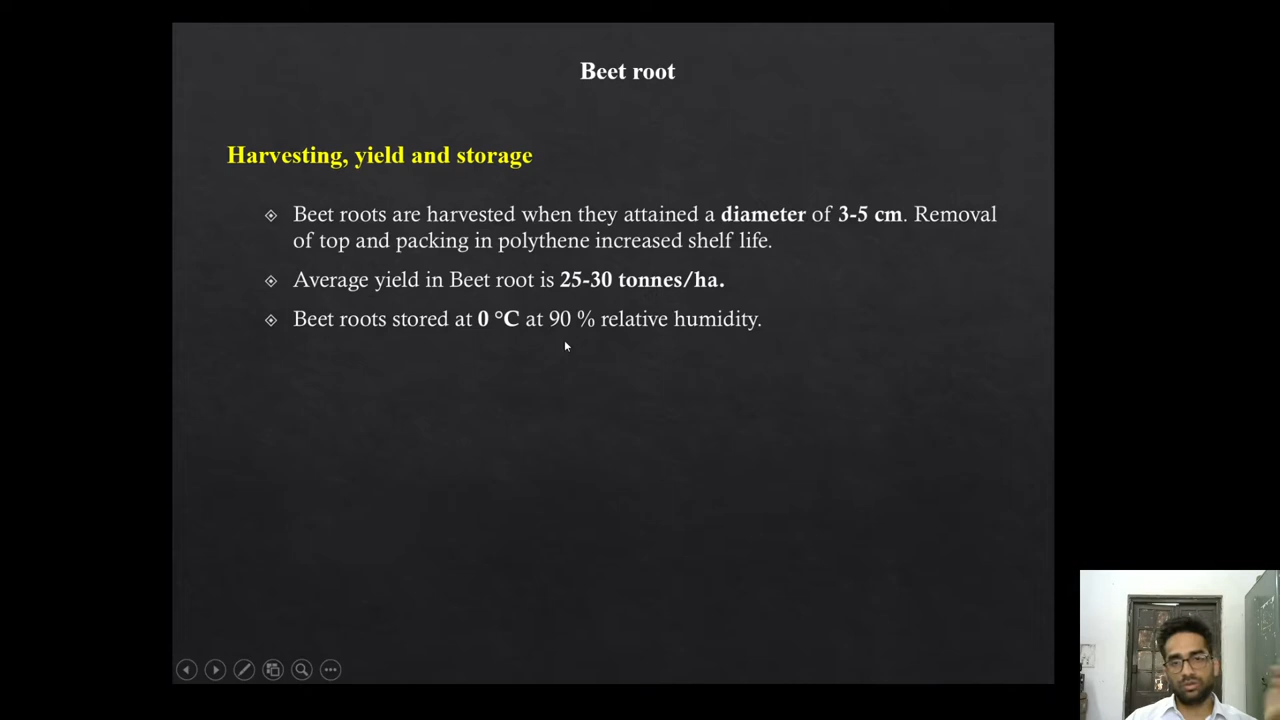 Beet root
Harvesting, yield and storage
Beet roots are harvested when they attained a diameter of 3-5 cm. Removal
of top and packing in polythene increased shelf life.
Average yield in Beet root is 25-30 tonnes/ha.
Beet roots stored at 0 °C at 90 % relative humidity.